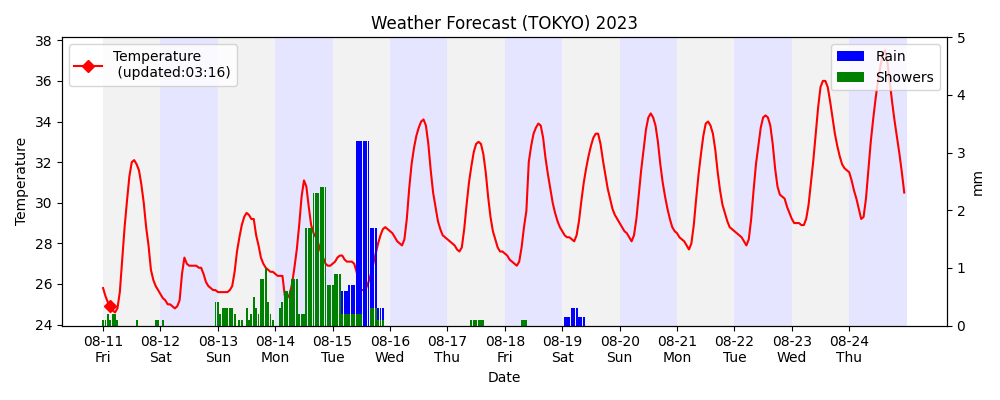 Weather Forecast (TOKYO) 2023
Temperature
(updated:03:16)
Rain
Showers
38
36
34
32
30
28
26
24
Temperature
5
4
3
2
1
0
mm
08-11 08-12 08-13 08-14 08-15 08-16 08-17 08-18 08-19 08-20 08-21 08-22 08-23 08-24
Fri Sat Sun Mon Tue Wed Thu Fri Sat Sun Mon Tue Wed Thu
Date